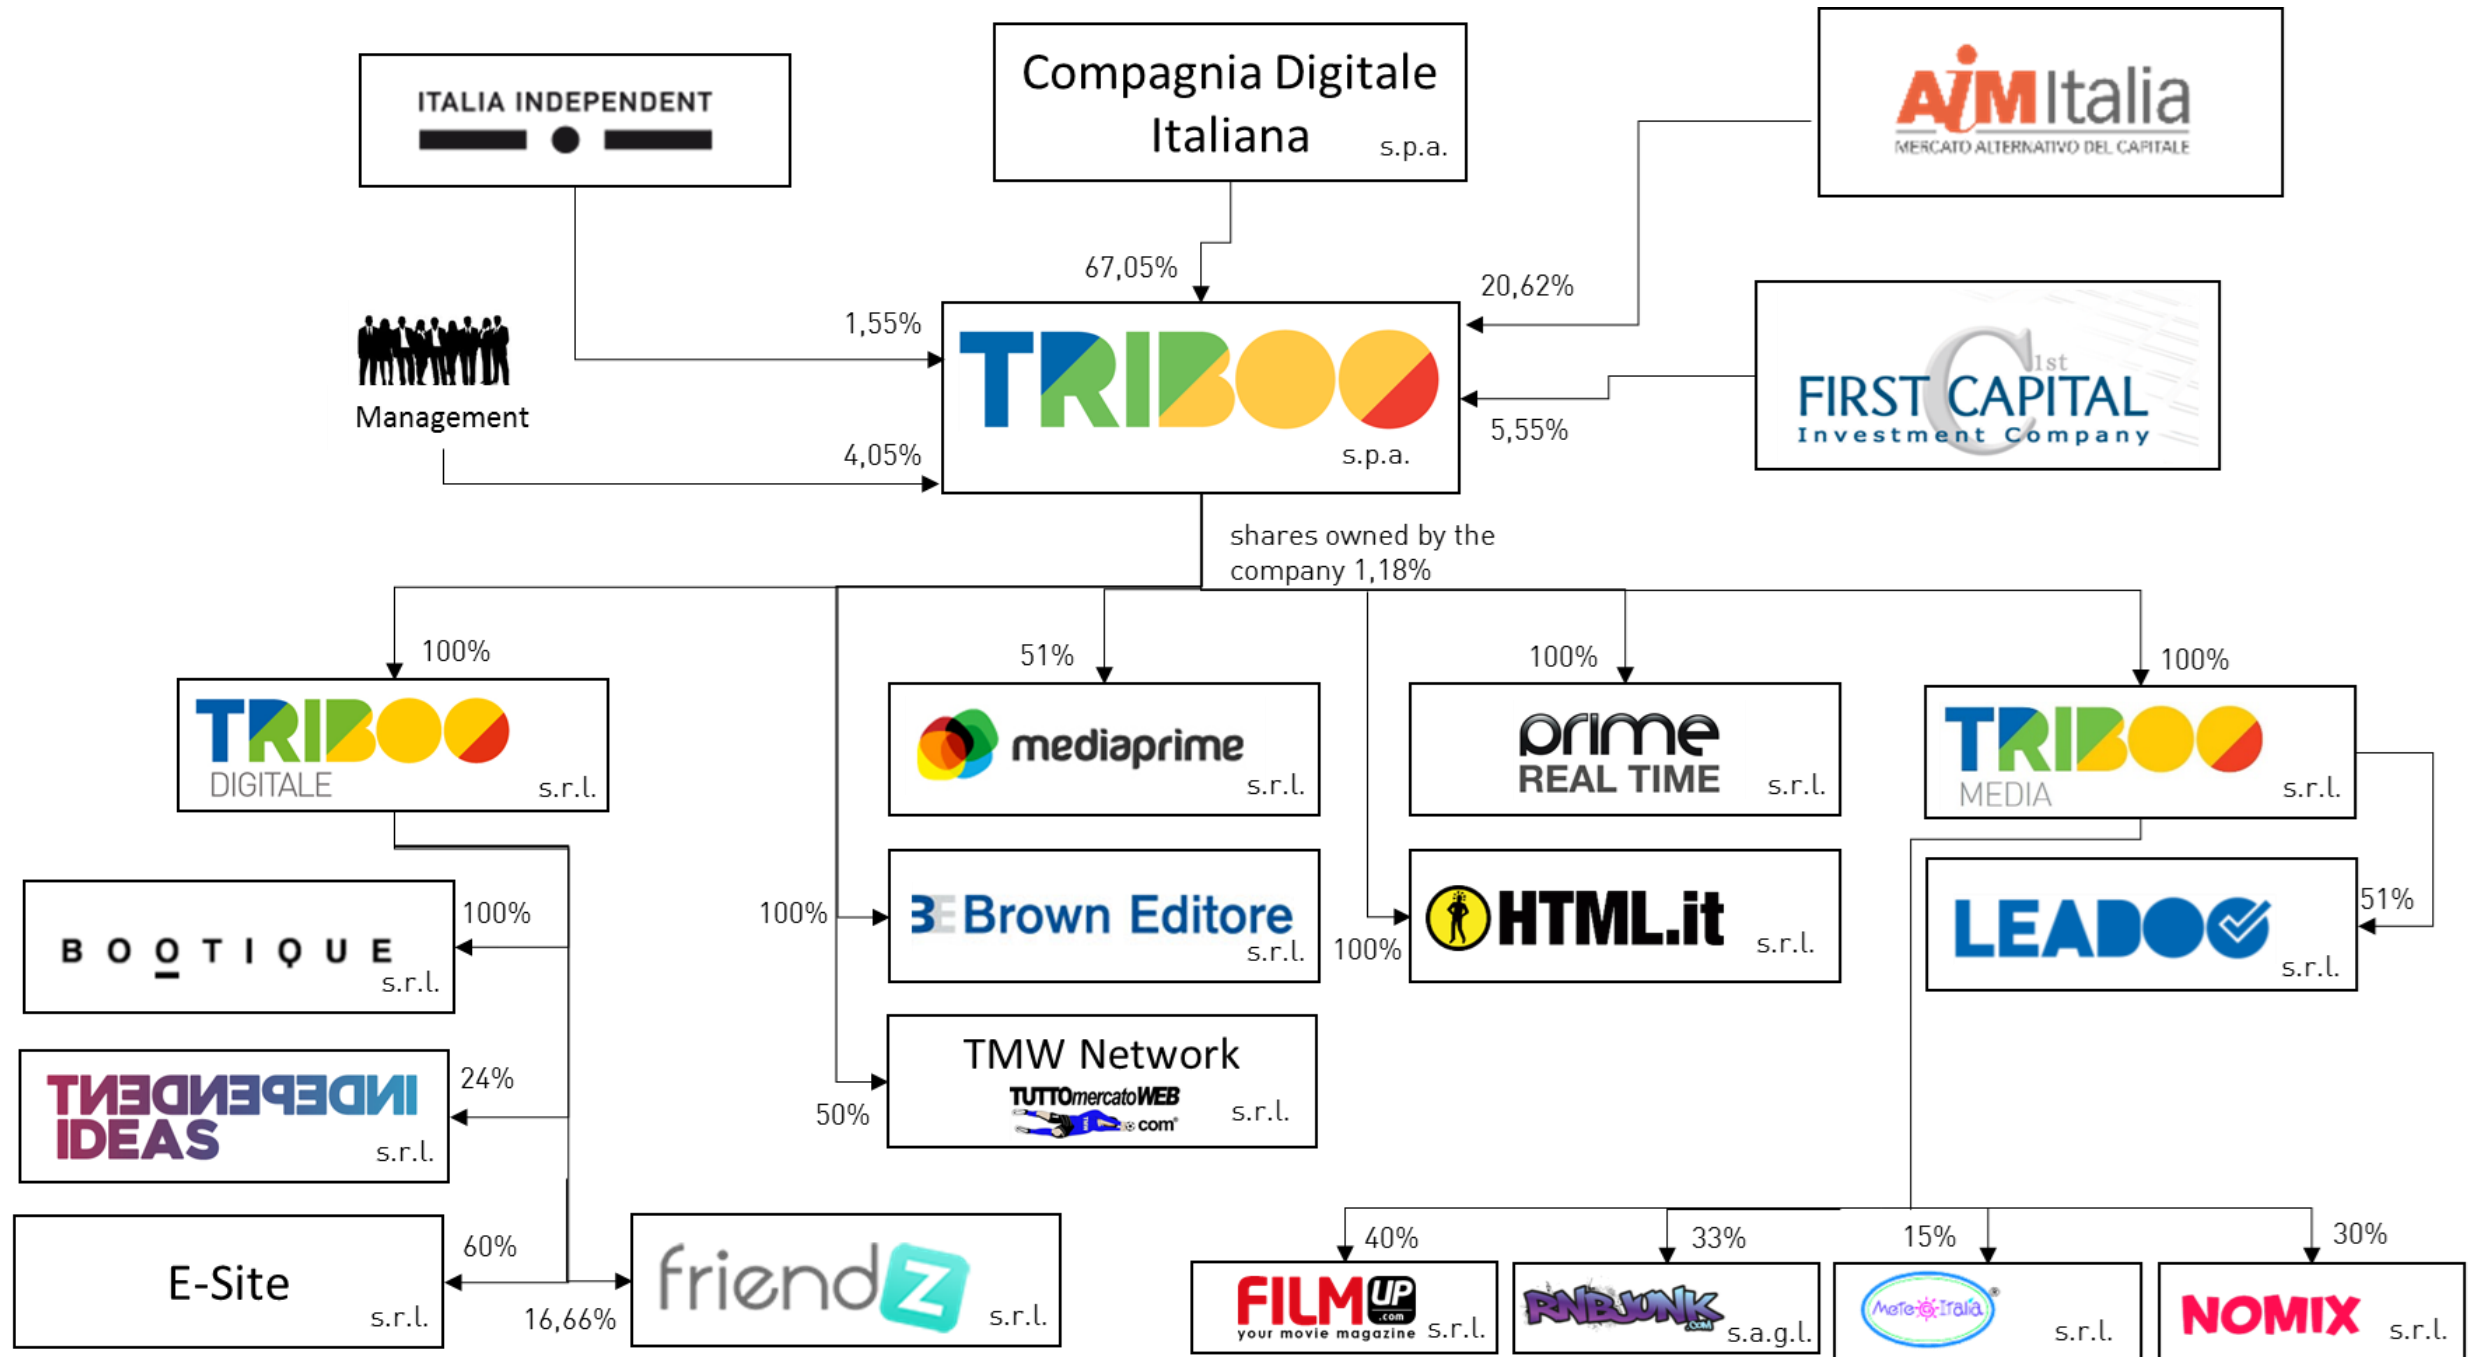 ITALIA INDEPENDENT
Compagnia Digitale
Italiana
s.p.a.
AiM Italia
MERCATO ALTERNATIVO DEL CAPITALE
67,05%
20,62%
1,55%
Management
4,05%
TRIBOO
s.p.a.
5,55%
1st
FIRST CAPITAL
Investment Company
shares owned by the
company 1,18%
100%
51%
100%
100%
TRIBOO
DIGITALE
s.r.l.
mediaprime
s.r.l.
prime
REAL TIME
s.r.l.
TRIBOO
MEDIA
s.r.l.
100%
BOOTIQUE
s.r.l.
100%
BE Brown Editore
s.r.l.
100%
HTML.it
s.r.l.
51%
LEADOO
s.r.l.
24%
INDEPENDENT
IDEAS
s.r.l.
50%
TMW Network
TUTTOmercatoWEB
com®
s.r.l.
60%
E-Site
s.r.l.
16,66%
friendz
s.r.l.
40%
33%
15%
30%
FILMUP
.com
your movie magazine
s.r.l.
RNBJUNK
.COM
s.a.g.l.
MeTeoITalia®
s.r.l.
NOMIX
s.r.l.